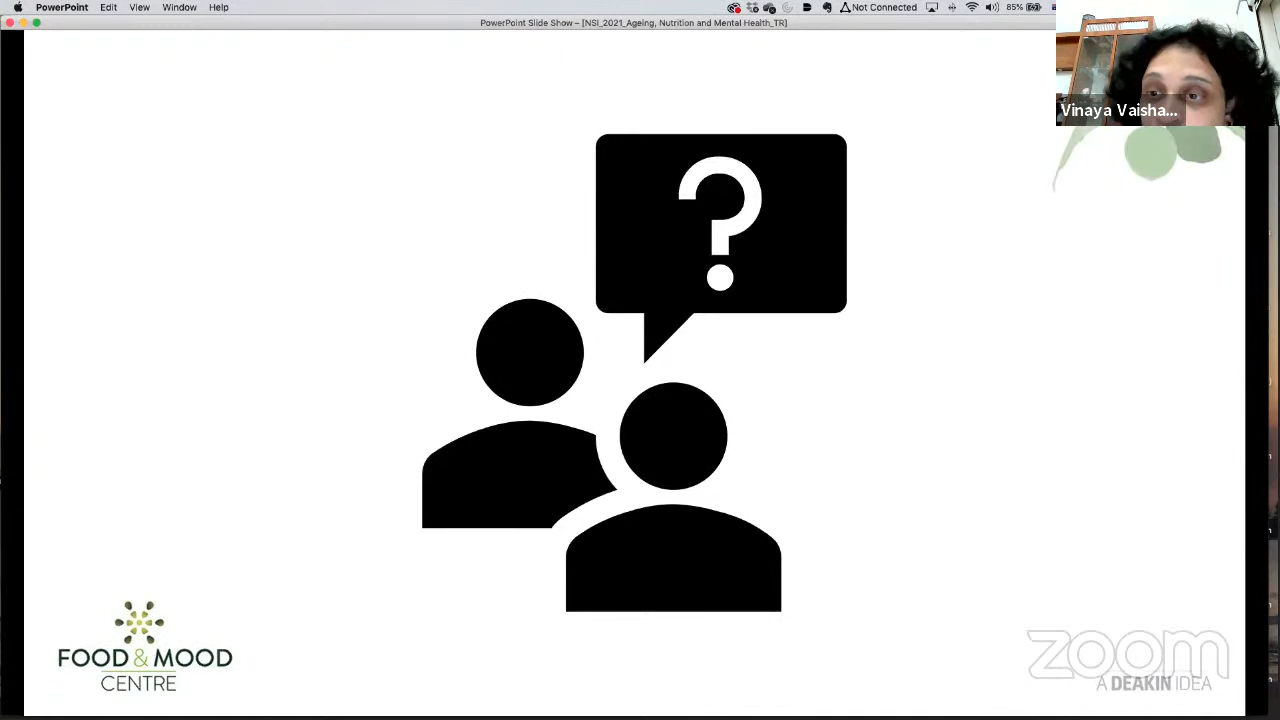 PowerPoint Edit View Window Help
Not Connected
85%
PowerPoint Slide Show – [NSI_2021_Ageing, Nutrition and Mental Health_TR]
Vinaya Vaisha...
?
FOOD & MOOD
CENTRE
zoom
A DEAKIN IDEA